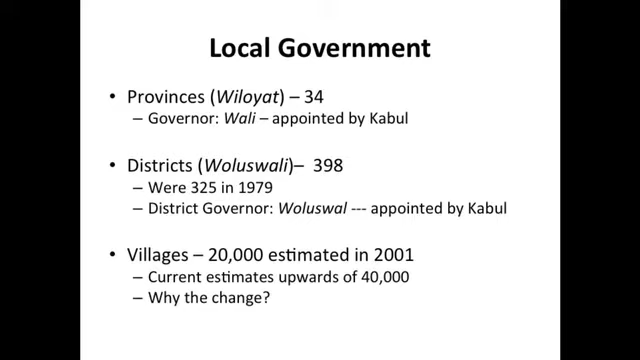 Local Government
• Provinces (Wiloyat) – 34
– Governor: Wali – appointed by Kabul
• Districts (Woluswali)– 398
– Were 325 in 1979
– District Governor: Woluswal --- appointed by Kabul
• Villages – 20,000 estimated in 2001
– Current estimates upwards of 40,000
– Why the change?